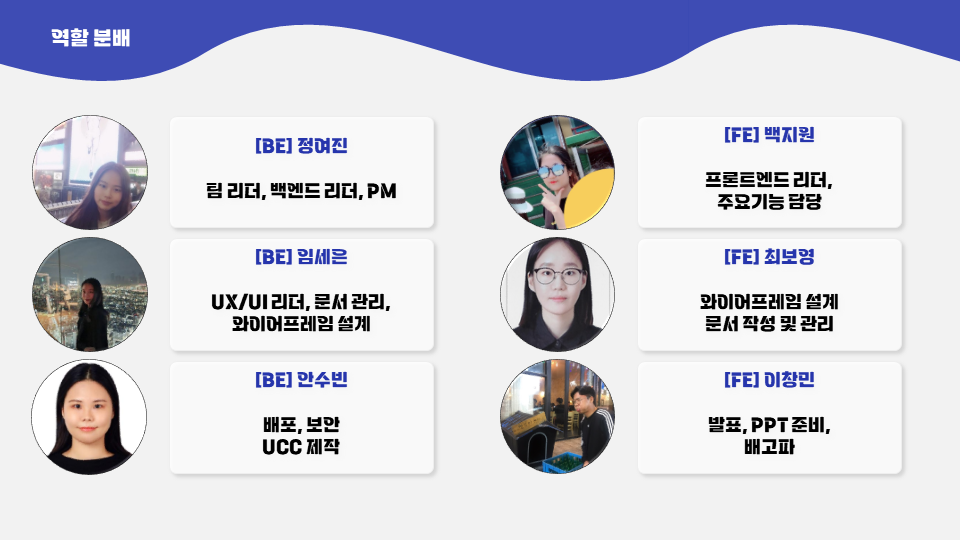 역할 분배
[BE] 정여진
팀 리더, 백엔드 리더, PM
[FE] 백지원
프론트엔드 리더,
주요기능 담당
[BE] 임세은
UX/UI 리더, 문서 관리,
와이어프레임 설계
[FE] 최보영
와이어프레임 설계
문서 작성 및 관리
[BE] 안수빈
배포, 보안
UCC 제작
[FE] 이창민
발표, PPT 준비,
배고파